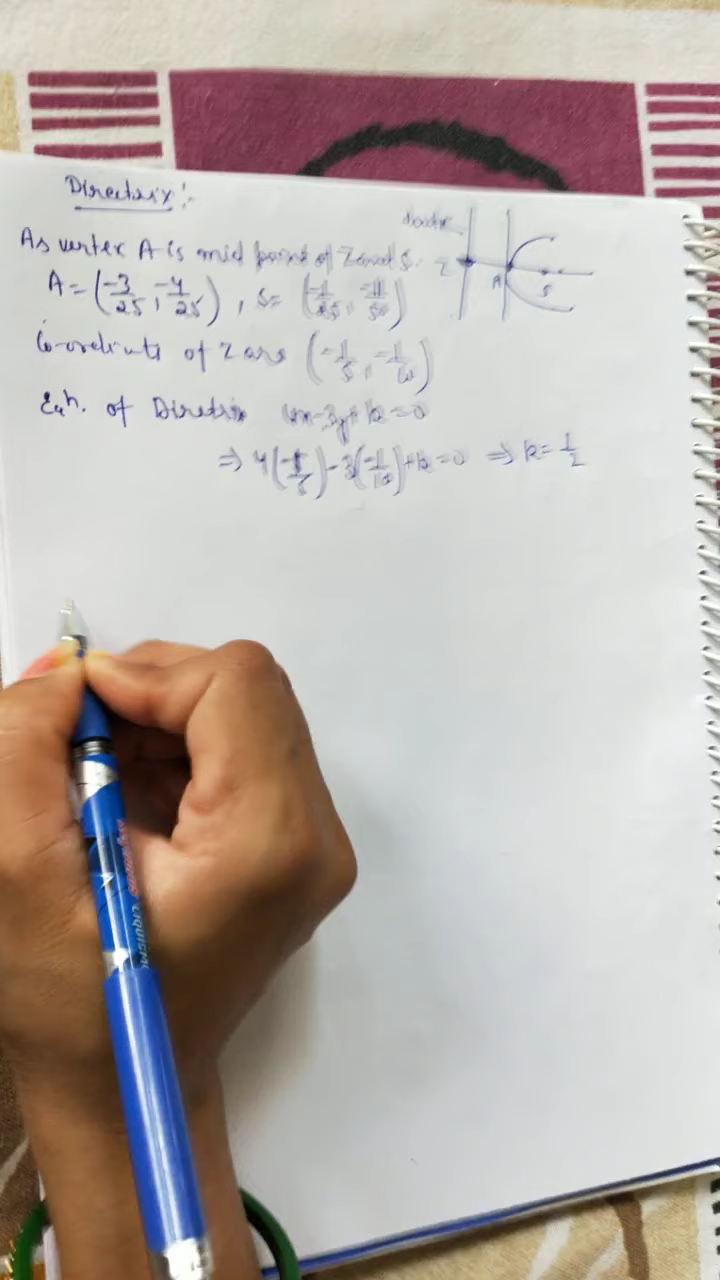 Directrix:-
As vertex A is mid point of Z and S.
A = (-3/25, -4/25), S = (-1/25, -11/50)
Co-ordinates of Z are (-1/5, -1/10)
Eqn. of Directrix 4x-3y+k=0
⇒ 4(-1/5) - 3(-1/10) + k = 0 ⇒ k = 1/2
Z
A
S